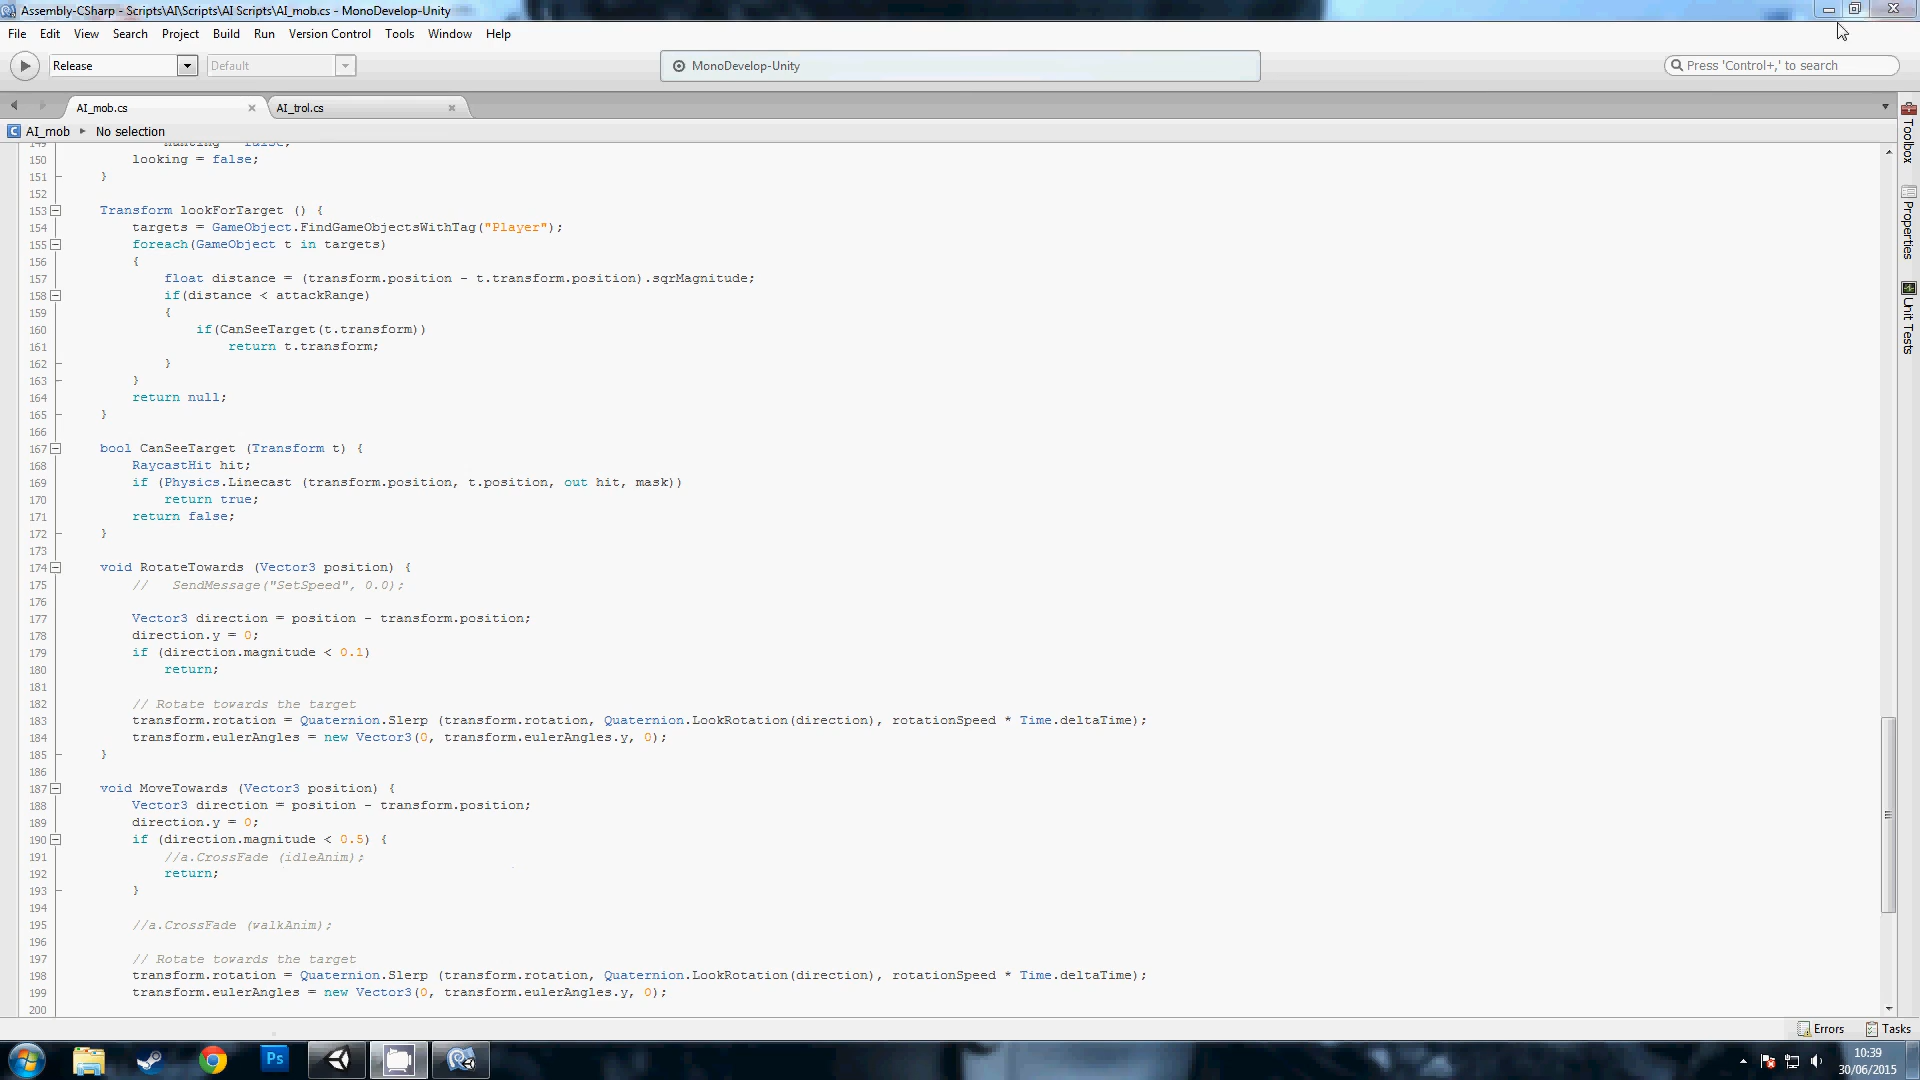 Assembly-CSharp - Scripts\AI\Scripts\AI Scripts\AI_mob.cs - MonoDevelop-Unity
File Edit View Search Project Build Run Version Control Tools Window Help
Release Default MonoDevelop-Unity Press 'Control+,' to search
AI_mob.cs AI_trol.cs
AI_mob No selection
150 looking = false;
151 }
152
153 Transform lookForTarget () {
154 targets = GameObject.FindGameObjectsWithTag("Player");
155 foreach(GameObject t in targets)
156 {
157 float distance = (transform.position - t.transform.position).sqrMagnitude;
158 if(distance < attackRange)
159 {
160 if(CanSeeTarget(t.transform))
161 return t.transform;
162 }
163 }
164 return null;
165 }
166
167 bool CanSeeTarget (Transform t) {
168 RaycastHit hit;
169 if (Physics.Linecast (transform.position, t.position, out hit, mask))
170 return true;
171 return false;
172 }
173
174 void RotateTowards (Vector3 position) {
175 // SendMessage("SetSpeed", 0.0);
176
177 Vector3 direction = position - transform.position;
178 direction.y = 0;
179 if (direction.magnitude < 0.1)
180 return;
181
182 // Rotate towards the target
183 transform.rotation = Quaternion.Slerp (transform.rotation, Quaternion.LookRotation(direction), rotationSpeed * Time.deltaTime);
184 transform.eulerAngles = new Vector3(0, transform.eulerAngles.y, 0);
185 }
186
187 void MoveTowards (Vector3 position) {
188 Vector3 direction = position - transform.position;
189 direction.y = 0;
190 if (direction.magnitude < 0.5) {
191 //a.CrossFade (idleAnim);
192 return;
193 }
194
195 //a.CrossFade (walkAnim);
196
197 // Rotate towards the target
198 transform.rotation = Quaternion.Slerp (transform.rotation, Quaternion.LookRotation(direction), rotationSpeed * Time.deltaTime);
199 transform.eulerAngles = new Vector3(0, transform.eulerAngles.y, 0);
200
Toolbox
Properties
Unit Tests
Errors Tasks
Ps
10:39
30/06/2015